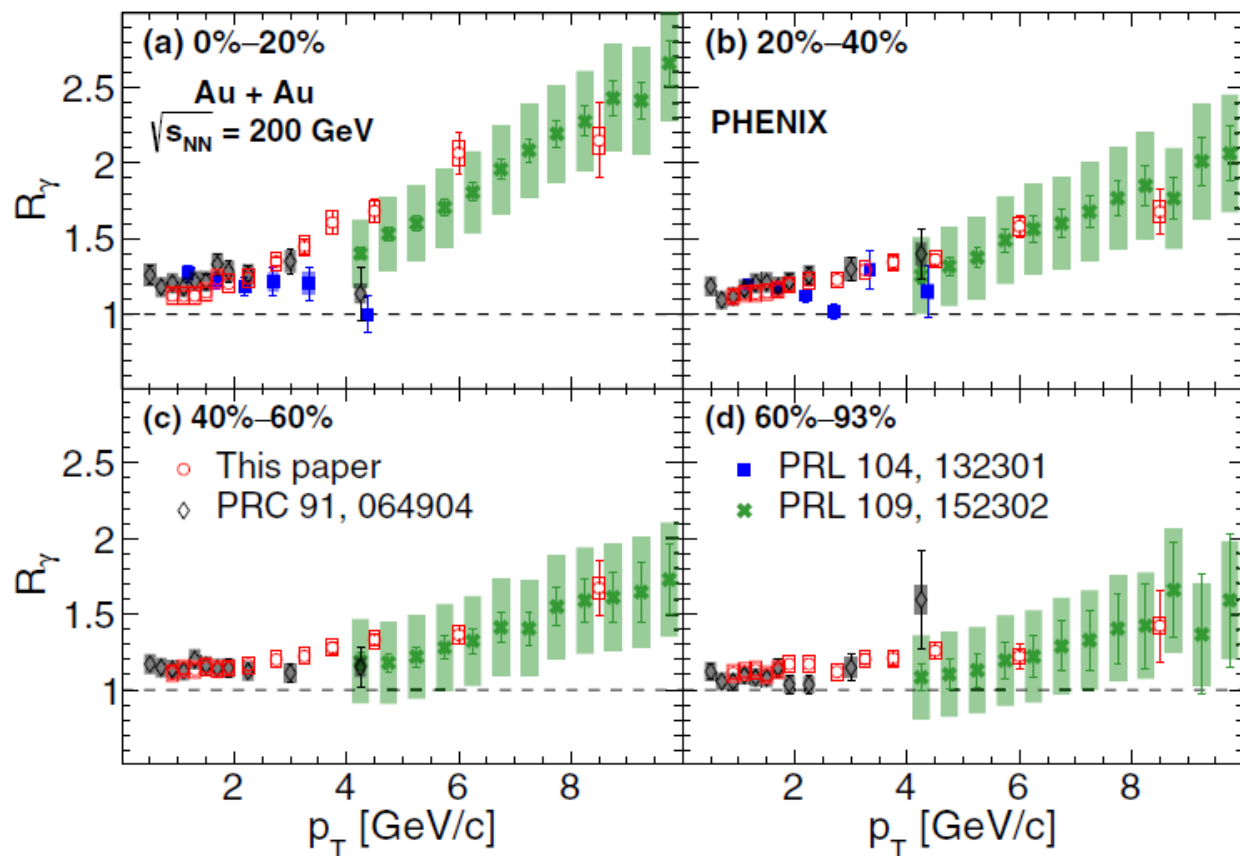 (a) 0%–20%
Au + Au
√sNN = 200 GeV
(b) 20%–40%
PHENIX
Rγ
2.5
2
1.5
1
(c) 40%–60%
This paper
PRC 91, 064904
(d) 60%–93%
PRL 104, 132301
PRL 109, 152302
Rγ
2.5
2
1.5
1
2 4 6 8
2 4 6 8
pT [GeV/c]
pT [GeV/c]